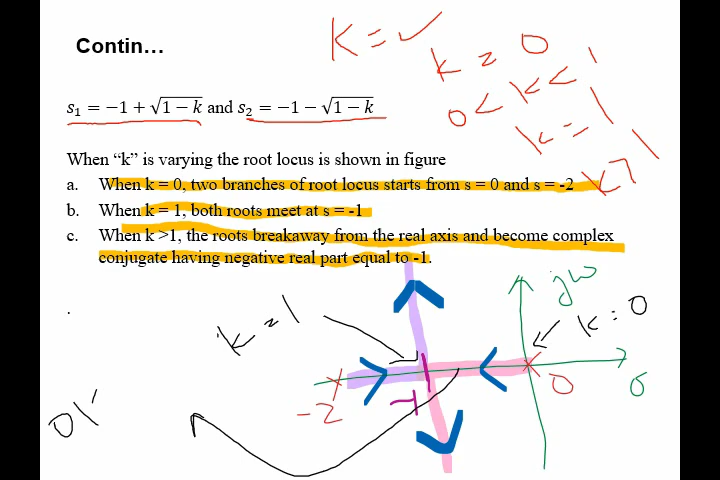 Contin…
K = ✓
k = 0
0 < k < 1
k = 1
k > 1
s₁ = −1 + √1 − k and s₂ = −1 − √1 − k
When “k” is varying the root locus is shown in figure
a. When k = 0, two branches of root locus starts from s = 0 and s = -2
b. When k = 1, both roots meet at s = -1
c. When k >1, the roots breakaway from the real axis and become complex
conjugate having negative real part equal to -1.
jω
k = 0
k = 1
-2
-1
0
σ